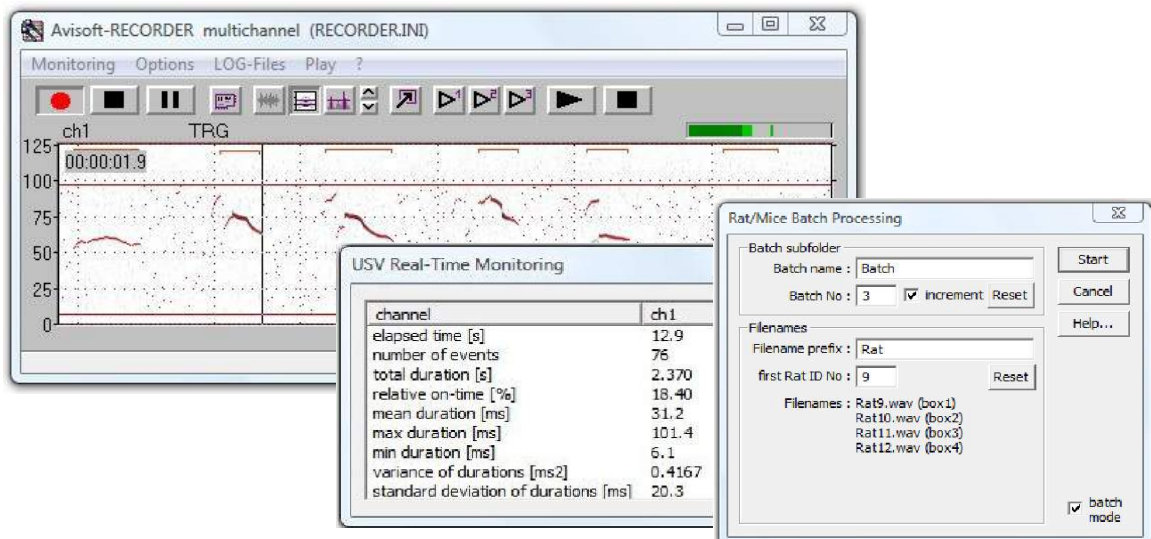 Avisoft-RECORDER multichannel (RECORDER.INI)
Monitoring Options LOG-Files Play ?
1 2 3
ch1 TRG
125
00:00:01.9
100
75
50
25
0
USV Real-Time Monitoring
channel ch1
elapsed time [s] 12.9
number of events 76
total duration [s] 2.370
relative on-time [%] 18.40
mean duration [ms] 31.2
max duration [ms] 101.4
min duration [ms] 6.1
variance of durations [ms2] 0.4167
standard deviation of durations [ms] 20.3
Rat/Mice Batch Processing
Batch subfolder
Batch name : Batch
Batch No : 3 increment Reset
Filenames
Filename prefix : Rat
first Rat ID No : 9 Reset
Filenames : Rat9.wav (box1)
Rat10.wav (box2)
Rat11.wav (box3)
Rat12.wav (box4)
Start
Cancel
Help...
batch
mode